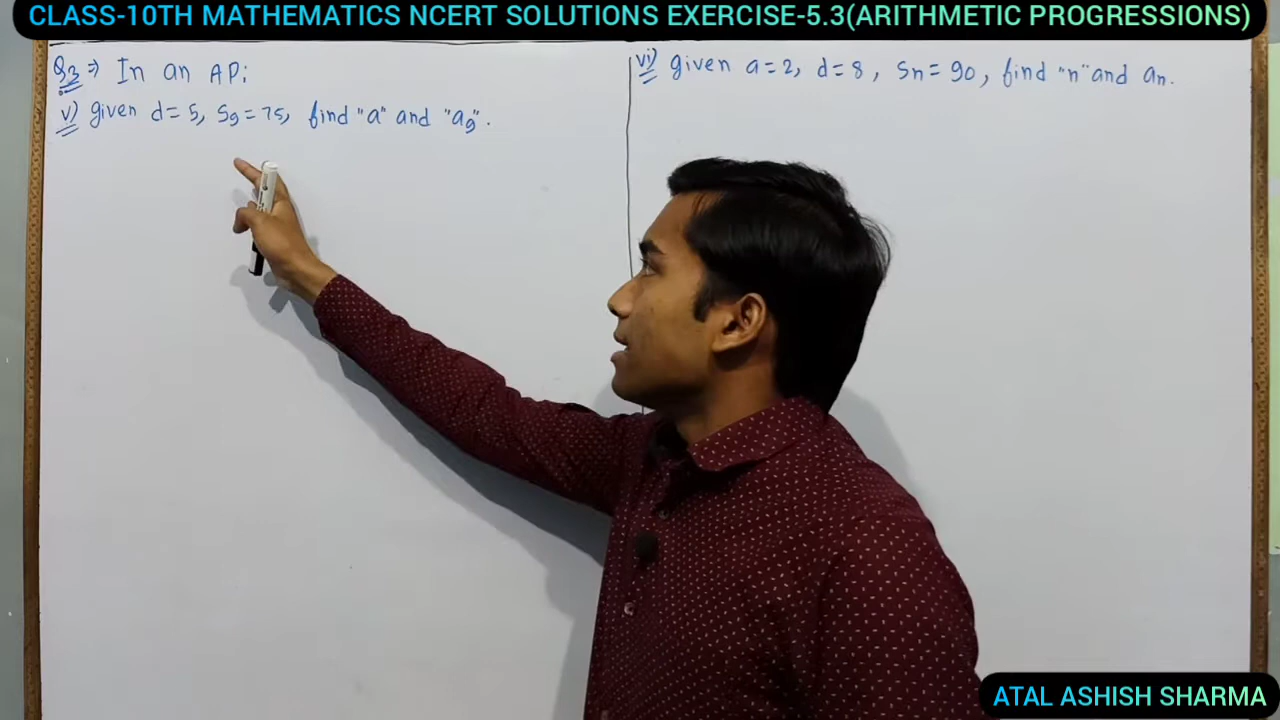 CLASS-10TH MATHEMATICS NCERT SOLUTIONS EXERCISE-5.3(ARITHMETIC PROGRESSIONS)
Q3 ⇒ In an AP:
v) given d = 5, S9 = 75, find "a" and "a9".
vi) given a = 2, d = 8, Sn = 90, find "n" and an.
ATAL ASHISH SHARMA